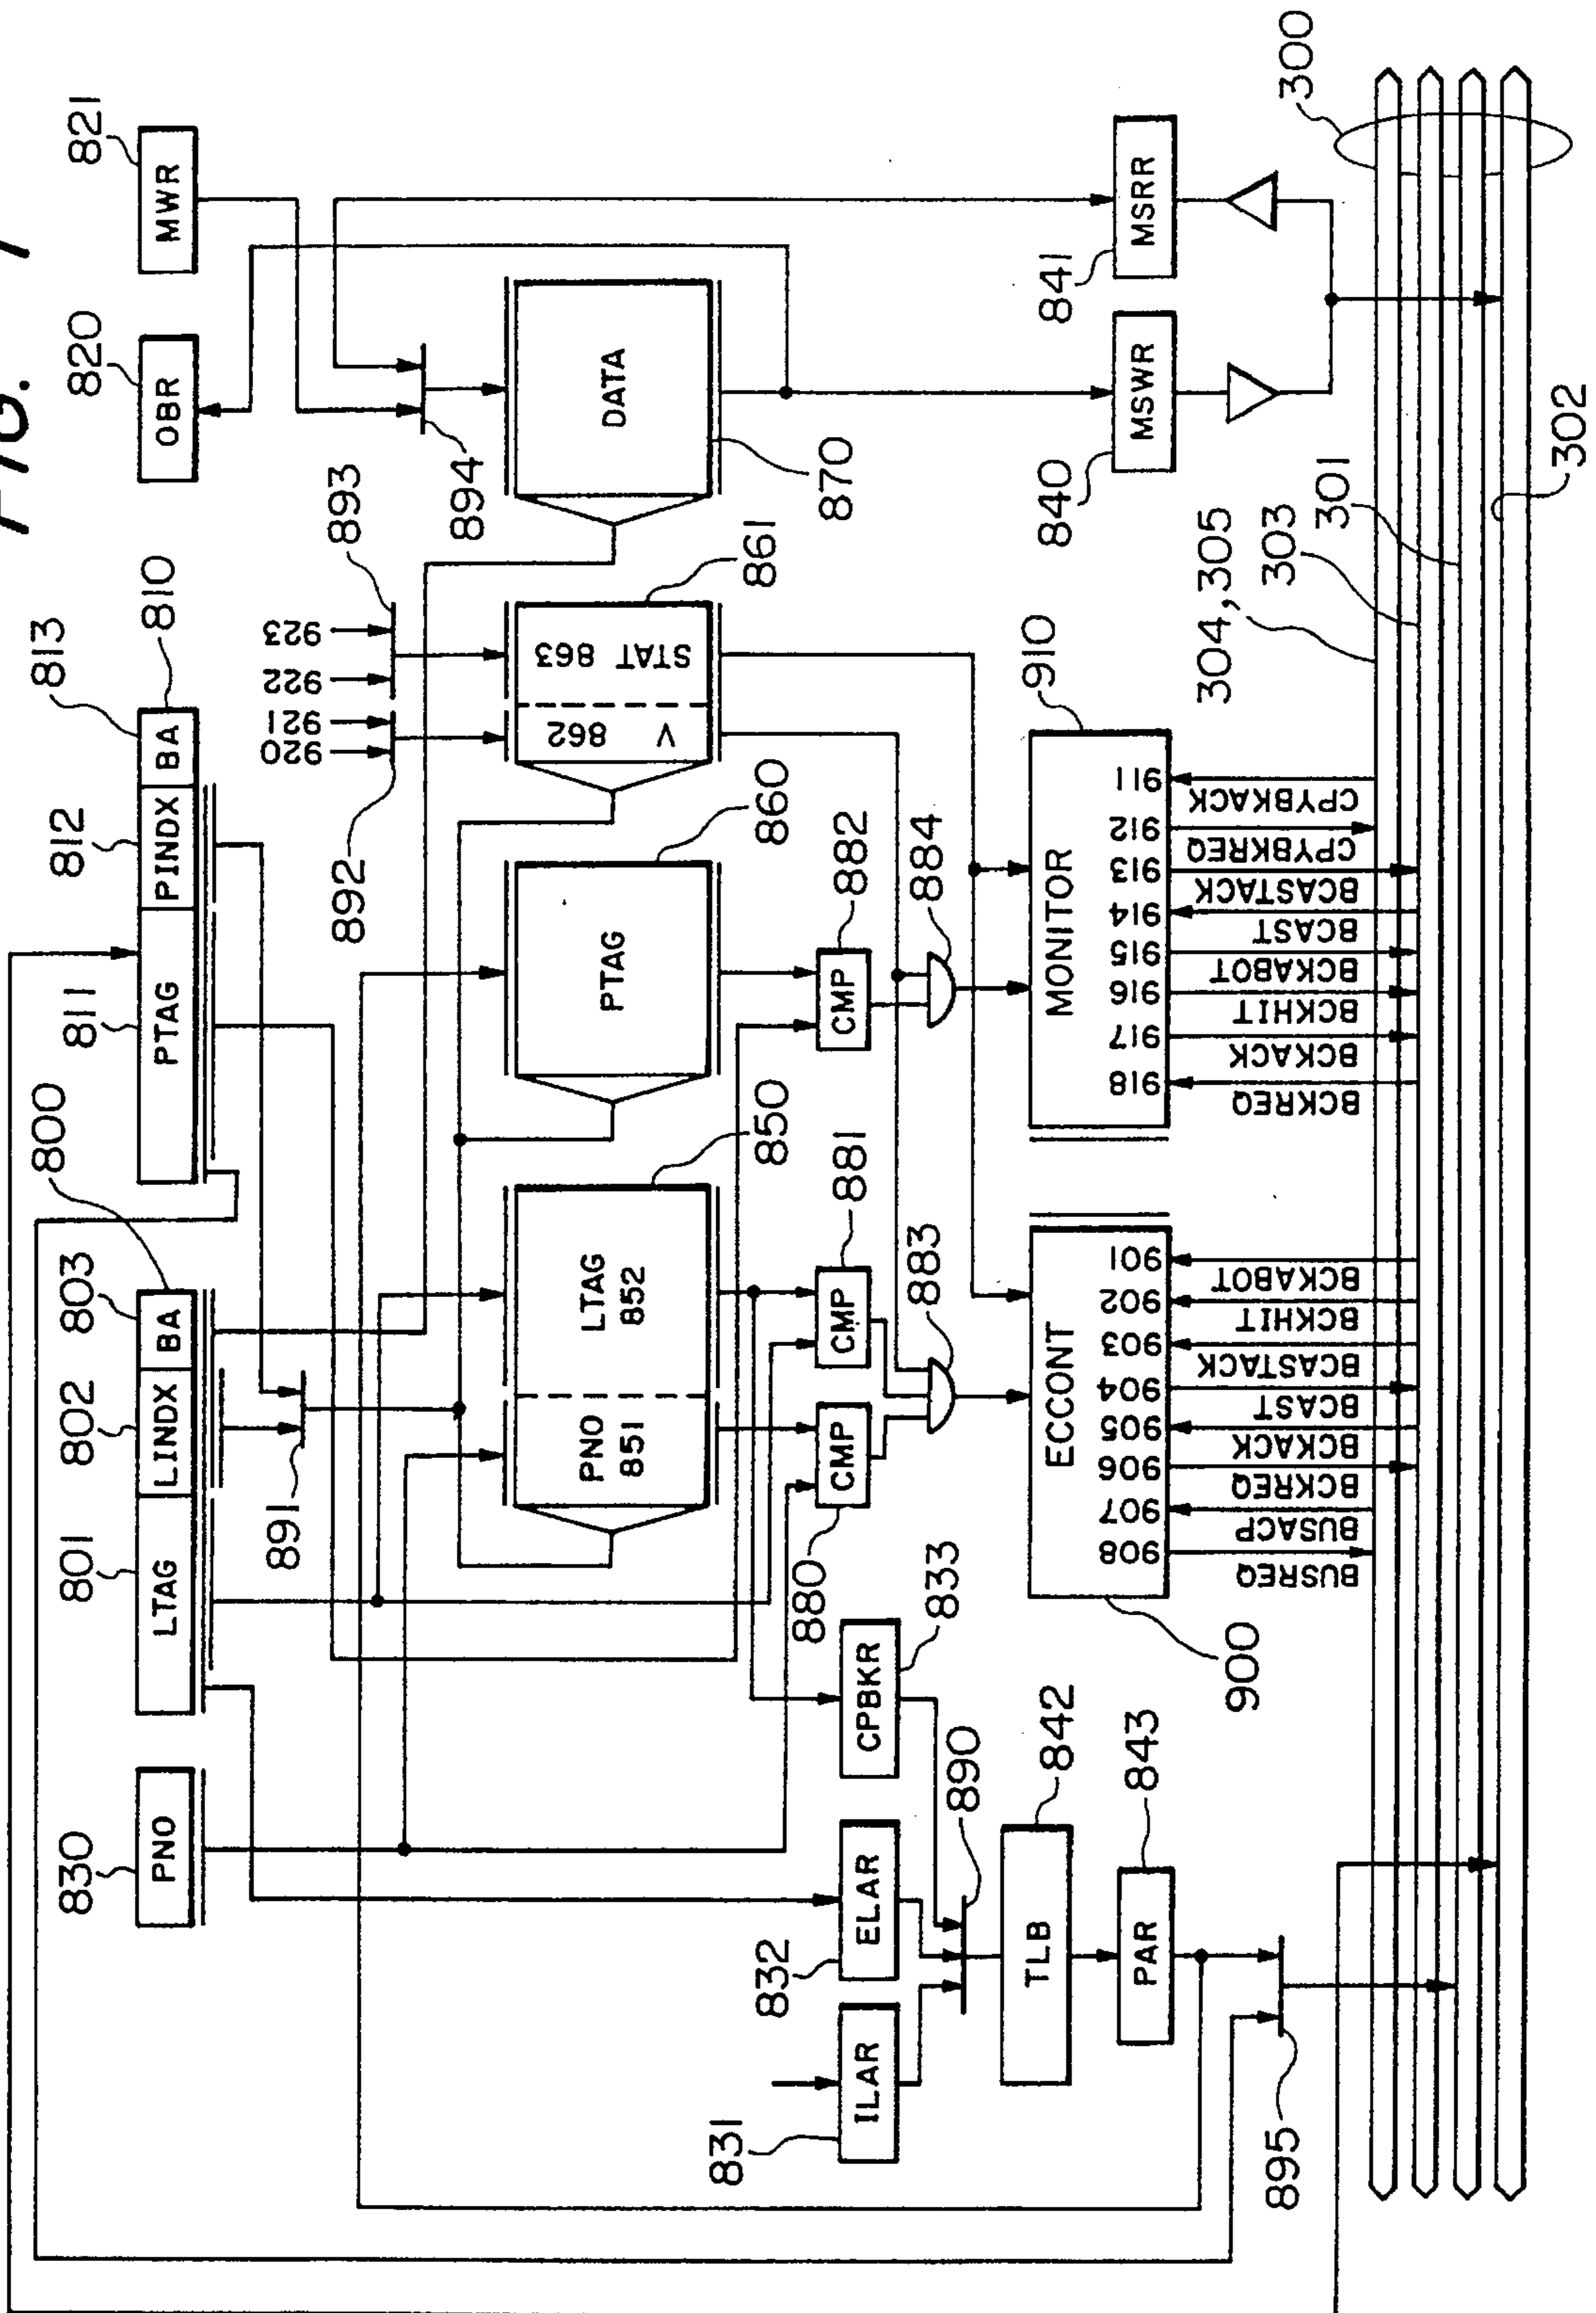 FIG. 7
830
PNO
801
802
803
800
LTAG
LINDX
BA
811
812
813
810
PTAG
PINDX
BA
820
OBR
821
MWR
891
892
920
921
922
923
893
894
850
PNO
851
LTAG
852
860
PTAG
V
862
STAT
863
861
DATA
870
831
ILAR
832
ELAR
CPBKR
833
880
CMP
881
CMP
882
CMP
883
884
890
TLB
842
PAR
843
900
ECCONT
908
907
906
905
904
903
902
901
BUSREQ
BUSACP
BCKREQ
BCKACK
BCAST
BCASTACK
BCKHIT
BCKABOT
910
MONITOR
918
917
916
915
914
913
912
911
BCKREQ
BCKACK
BCKHIT
BCKABOT
BCAST
BCASTACK
CPYBKREQ
CPYBKACK
840
MSWR
841
MSRR
895
304,305
303
301
302
300